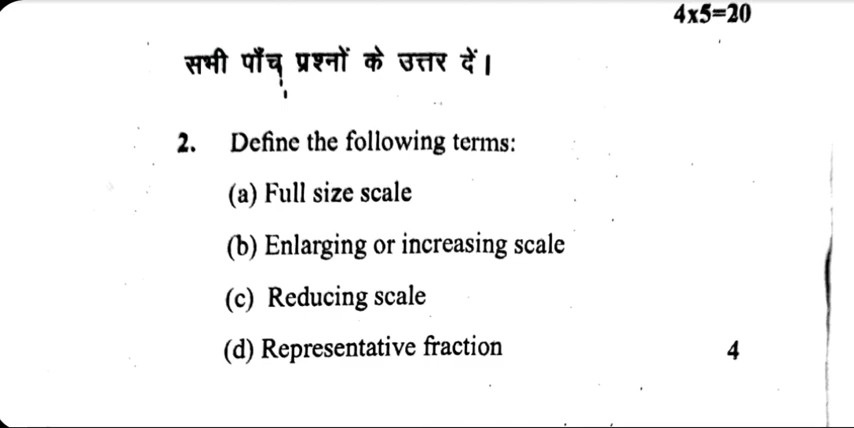 4x5=20
सभी पाँच प्रश्नों के उत्तर दें।
2. Define the following terms:
(a) Full size scale
(b) Enlarging or increasing scale
(c) Reducing scale
(d) Representative fraction 4